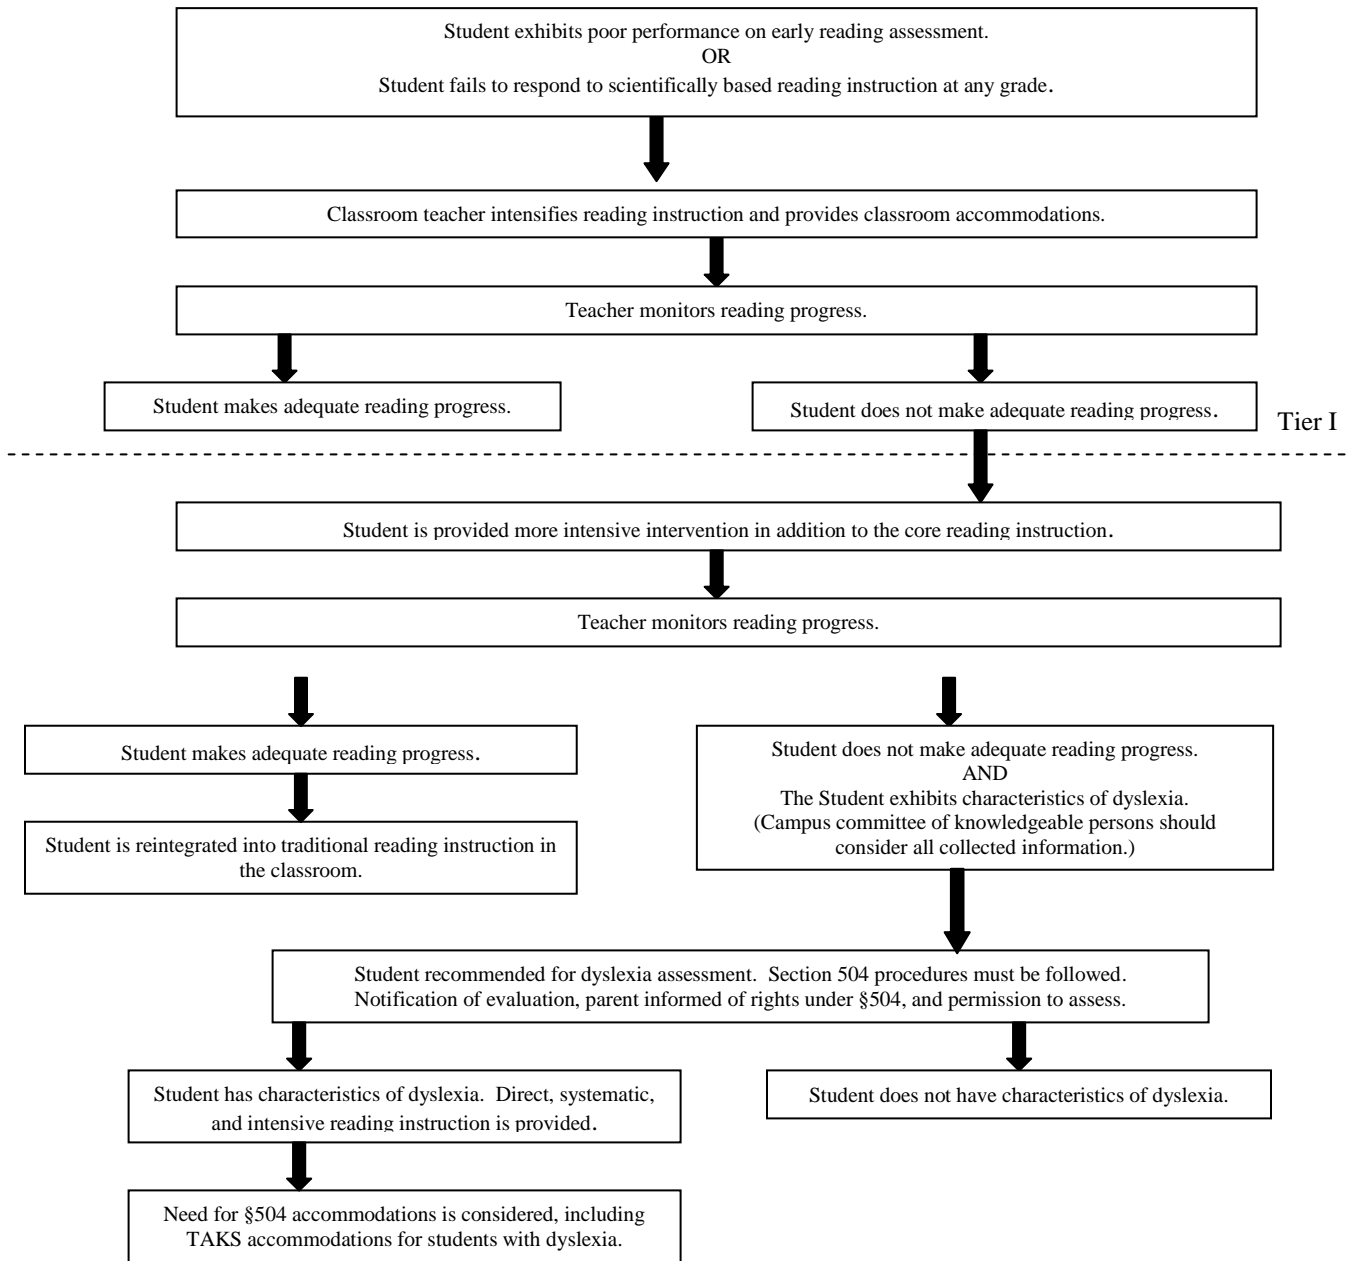 Student exhibits poor performance on early reading assessment.
OR
Student fails to respond to scientifically based reading instruction at any grade.
Classroom teacher intensifies reading instruction and provides classroom accommodations.
Teacher monitors reading progress.
Student makes adequate reading progress.
Student does not make adequate reading progress.
Tier I
Student is provided more intensive intervention in addition to the core reading instruction.
Teacher monitors reading progress.
Student makes adequate reading progress.
Student is reintegrated into traditional reading instruction in
the classroom.
Student does not make adequate reading progress.
AND
The Student exhibits characteristics of dyslexia.
(Campus committee of knowledgeable persons should
consider all collected information.)
Student recommended for dyslexia assessment.  Section 504 procedures must be followed.
Notification of evaluation, parent informed of rights under §504, and permission to assess.
Student has characteristics of dyslexia.  Direct, systematic,
and intensive reading instruction is provided.
Student does not have characteristics of dyslexia.
Need for §504 accommodations is considered, including
TAKS accommodations for students with dyslexia.